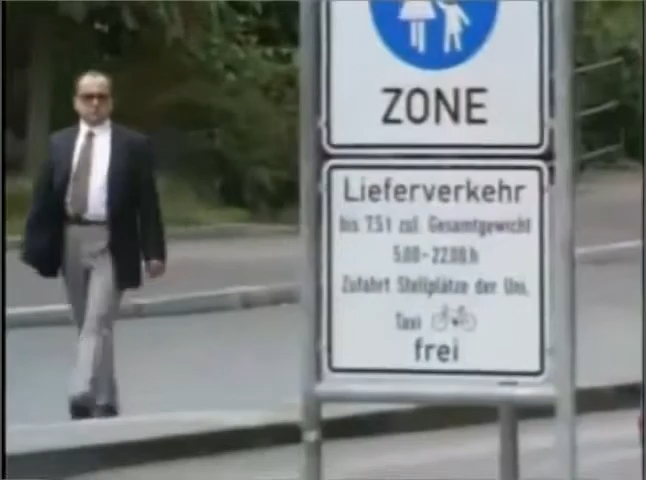 ZONE
Lieferverkehr
bis 7.5 t zul. Gesamtgewicht
5.00-22.00 h
Zufahrt Stellplätze der Uni,
Taxi
frei